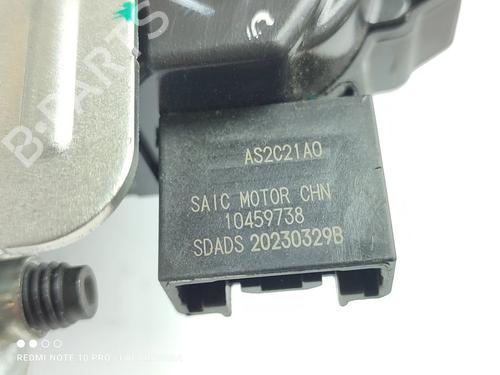 B-PARTS
AS2C21A0
SAIC MOTOR CHN
10459738
SDADS 20230329B
REDMI NOTE 10 PRO